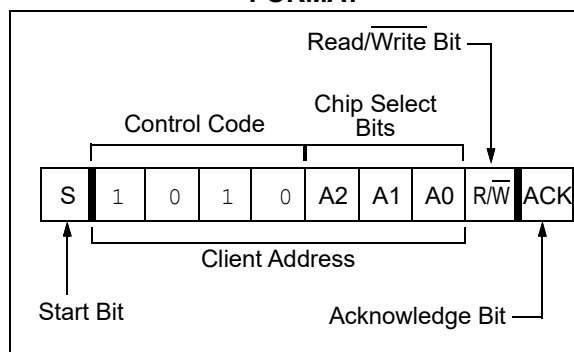 Read/Write Bit
Chip Select
Bits
Control Code
S 1 0 1 0 A2 A1 A0 R/W ACK
Client Address
Start Bit
Acknowledge Bit